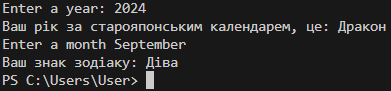 Enter a year: 2024
Ваш рік за старояпонським календарем, це: Дракон
Enter a month September
Ваш знак зодіаку: Діва
PS C:\Users\User>